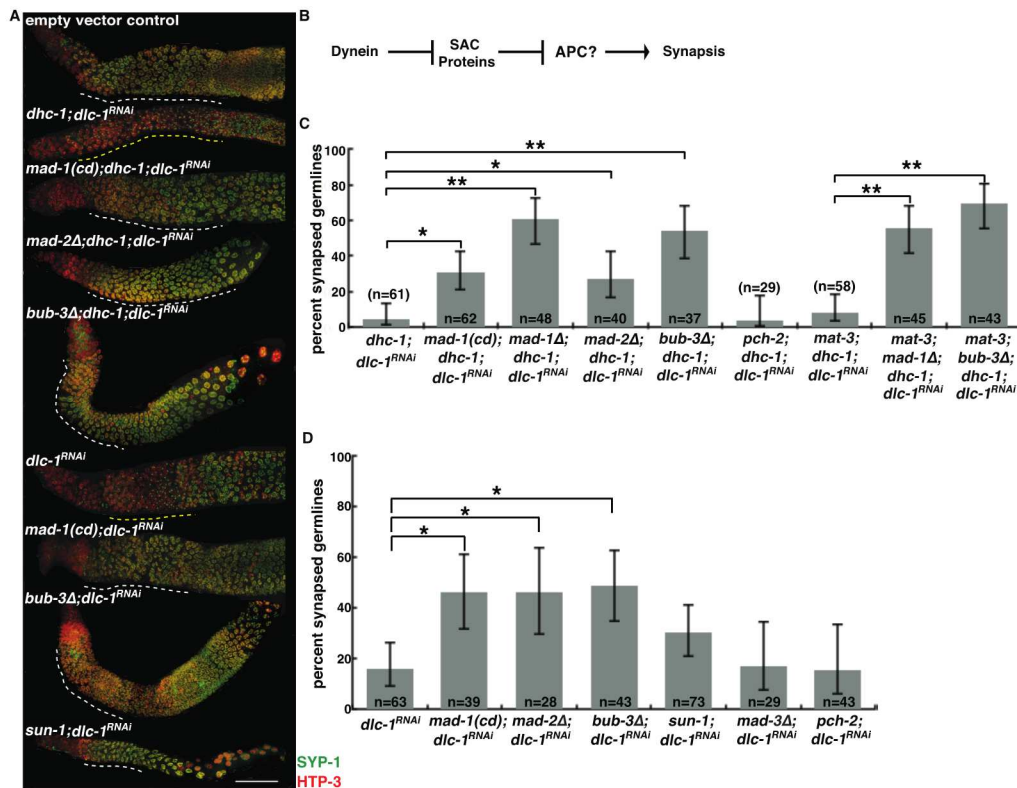 A
empty vector control
dhc-1;dlc-1RNAi
mad-1(cd);dhc-1;dlc-1RNAi
mad-2Δ;dhc-1;dlc-1RNAi
bub-3Δ;dhc-1;dlc-1RNAi
dlc-1RNAi
mad-1(cd);dlc-1RNAi
bub-3Δ;dlc-1RNAi
sun-1;dlc-1RNAi
SYP-1
HTP-3
B
Dynein SAC Proteins APC? Synapsis
C
percent synapsed germlines
100
80
60
40
20
0
** 
*
**
*
**
**
(n=61) n=62 n=48 n=40 n=37 (n=29) (n=58) n=45 n=43
dhc-1; dlc-1RNAi
mad-1(cd); dhc-1; dlc-1RNAi
mad-1Δ; dhc-1; dlc-1RNAi
mad-2Δ; dhc-1; dlc-1RNAi
bub-3Δ; dhc-1; dlc-1RNAi
pch-2; dhc-1; dlc-1RNAi
mat-3; dhc-1; dlc-1RNAi
mat-3; mad-1Δ; dhc-1; dlc-1RNAi
mat-3; bub-3Δ; dhc-1; dlc-1RNAi
D
percent synapsed germlines
100
80
60
40
20
0
*
*
*
n=63 n=39 n=28 n=43 n=73 n=29 n=43
dlc-1RNAi
mad-1(cd); dlc-1RNAi
mad-2Δ; dlc-1RNAi
bub-3Δ; dlc-1RNAi
sun-1; dlc-1RNAi
mad-3Δ; dlc-1RNAi
pch-2; dlc-1RNAi